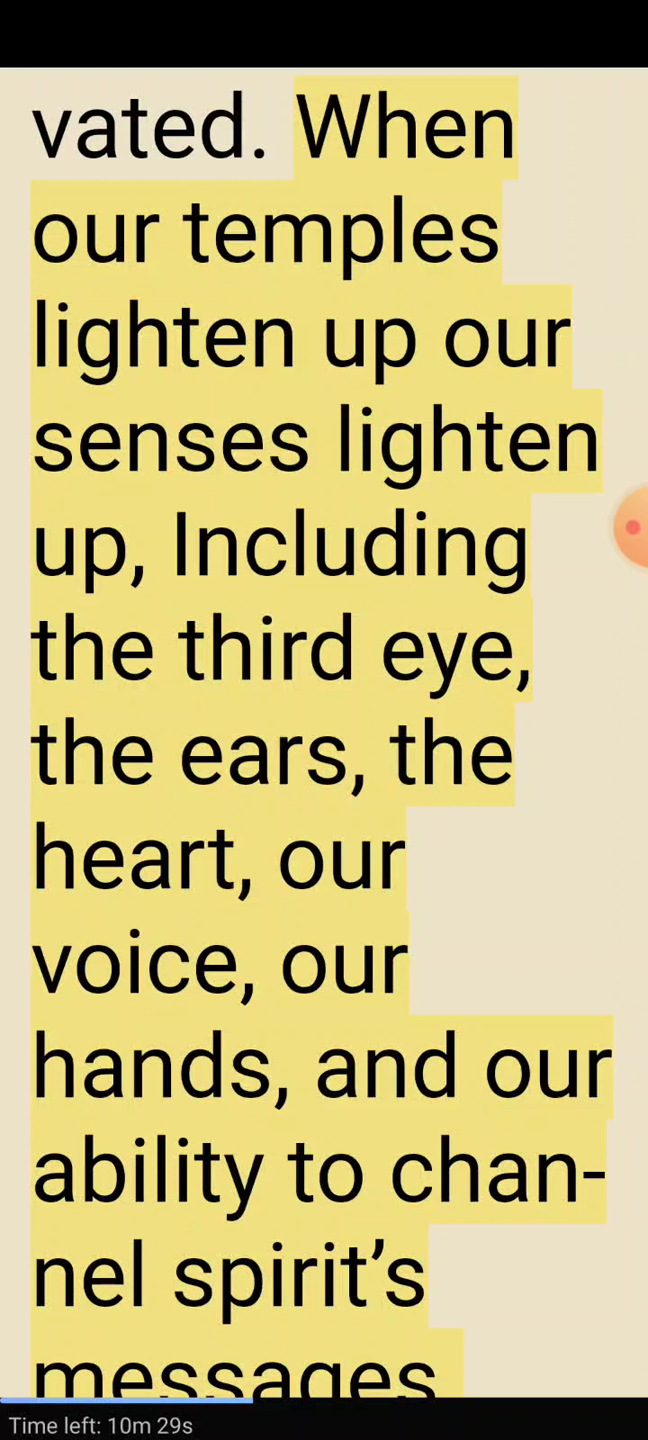 vated. When
our temples
lighten up our
senses lighten
up, Including
the third eye,
the ears, the
heart, our
voice, our
hands, and our
ability to chan-
nel spirit’s
messages
Time left: 10m 29s